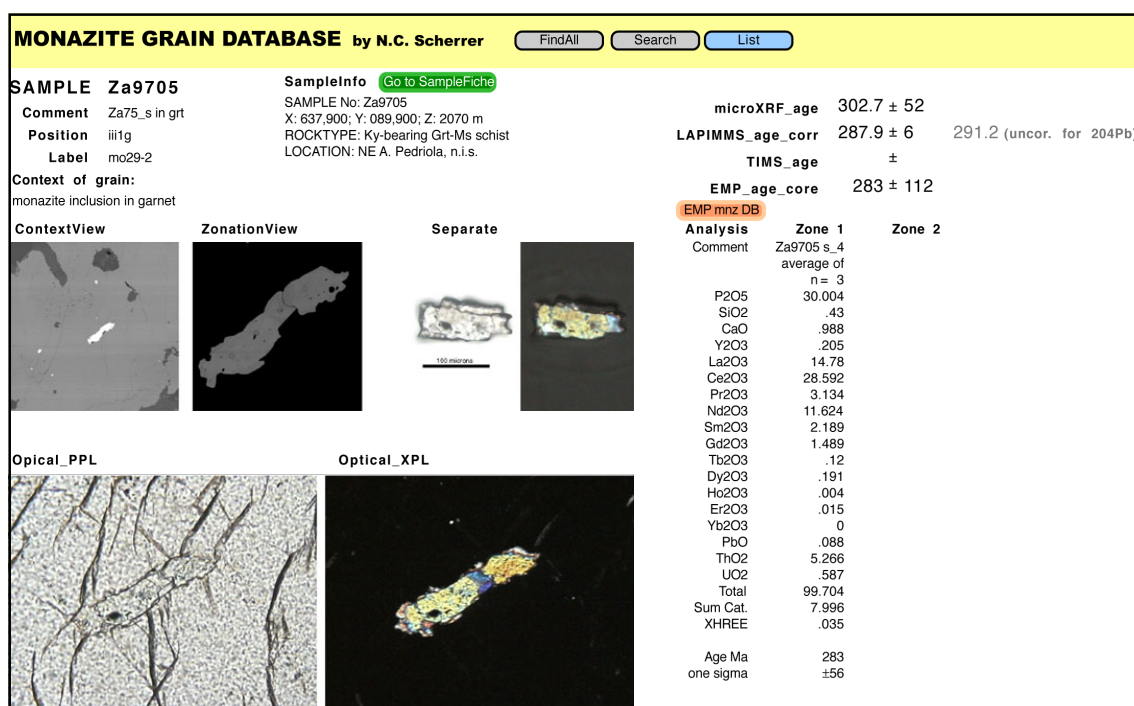 MONAZITE GRAIN DATABASE by N.C. Scherrer FindAll Search List
SAMPLE Za9705
Comment Za75_s in grt
Position iii1g
Label mo29-2
Context of grain:
monazite inclusion in garnet
SampleInfo Go to SampleFiche
SAMPLE No: Za9705
X: 637,900; Y: 089,900; Z: 2070 m
ROCKTYPE: Ky-bearing Grt-Ms schist
LOCATION: NE A. Pedriola, n.i.s.
microXRF_age 302.7 ± 52
LAPIMMS_age_corr 287.9 ± 6 291.2 (uncor. for 204Pb)
TIMS_age ±
EMP_age_core 283 ± 112
EMP mnz DB
ContextView ZonationView Separate
100 microns
Opical_PPL Optical_XPL
Analysis Zone 1 Zone 2
Comment Za9705 s_4
average of
n = 3
P2O5 30.004
SiO2 .43
CaO .988
Y2O3 .205
La2O3 14.78
Ce2O3 28.592
Pr2O3 3.134
Nd2O3 11.624
Sm2O3 2.189
Gd2O3 1.489
Tb2O3 .12
Dy2O3 .191
Ho2O3 .004
Er2O3 .015
Yb2O3 0
PbO .088
ThO2 5.266
UO2 .587
Total 99.704
Sum Cat. 7.996
XHREE .035
Age Ma 283
one sigma ±56